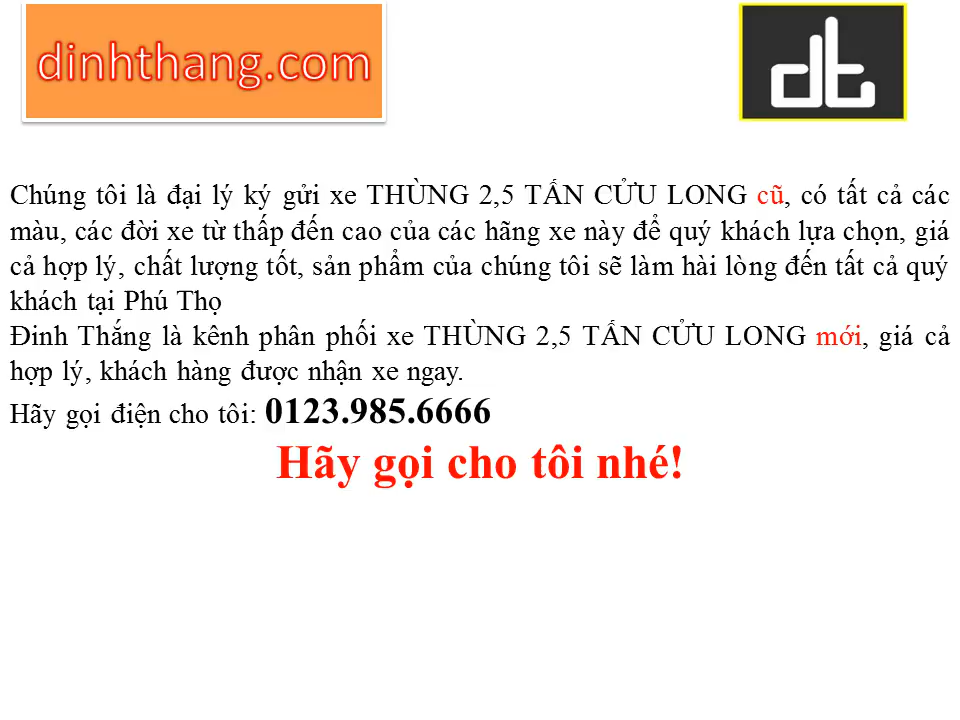 dinhthang.com
dt
Chúng tôi là đại lý ký gửi xe THÙNG 2,5 TẤN CỬU LONG cũ, có tất cả các
màu, các đời xe từ thấp đến cao của các hãng xe này để quý khách lựa chọn, giá
cả hợp lý, chất lượng tốt, sản phẩm của chúng tôi sẽ làm hài lòng đến tất cả quý
khách tại Phú Thọ
Đinh Thắng là kênh phân phối xe THÙNG 2,5 TẤN CỬU LONG mới, giá cả
hợp lý, khách hàng được nhận xe ngay.
Hãy gọi điện cho tôi: 0123.985.6666
Hãy gọi cho tôi nhé!